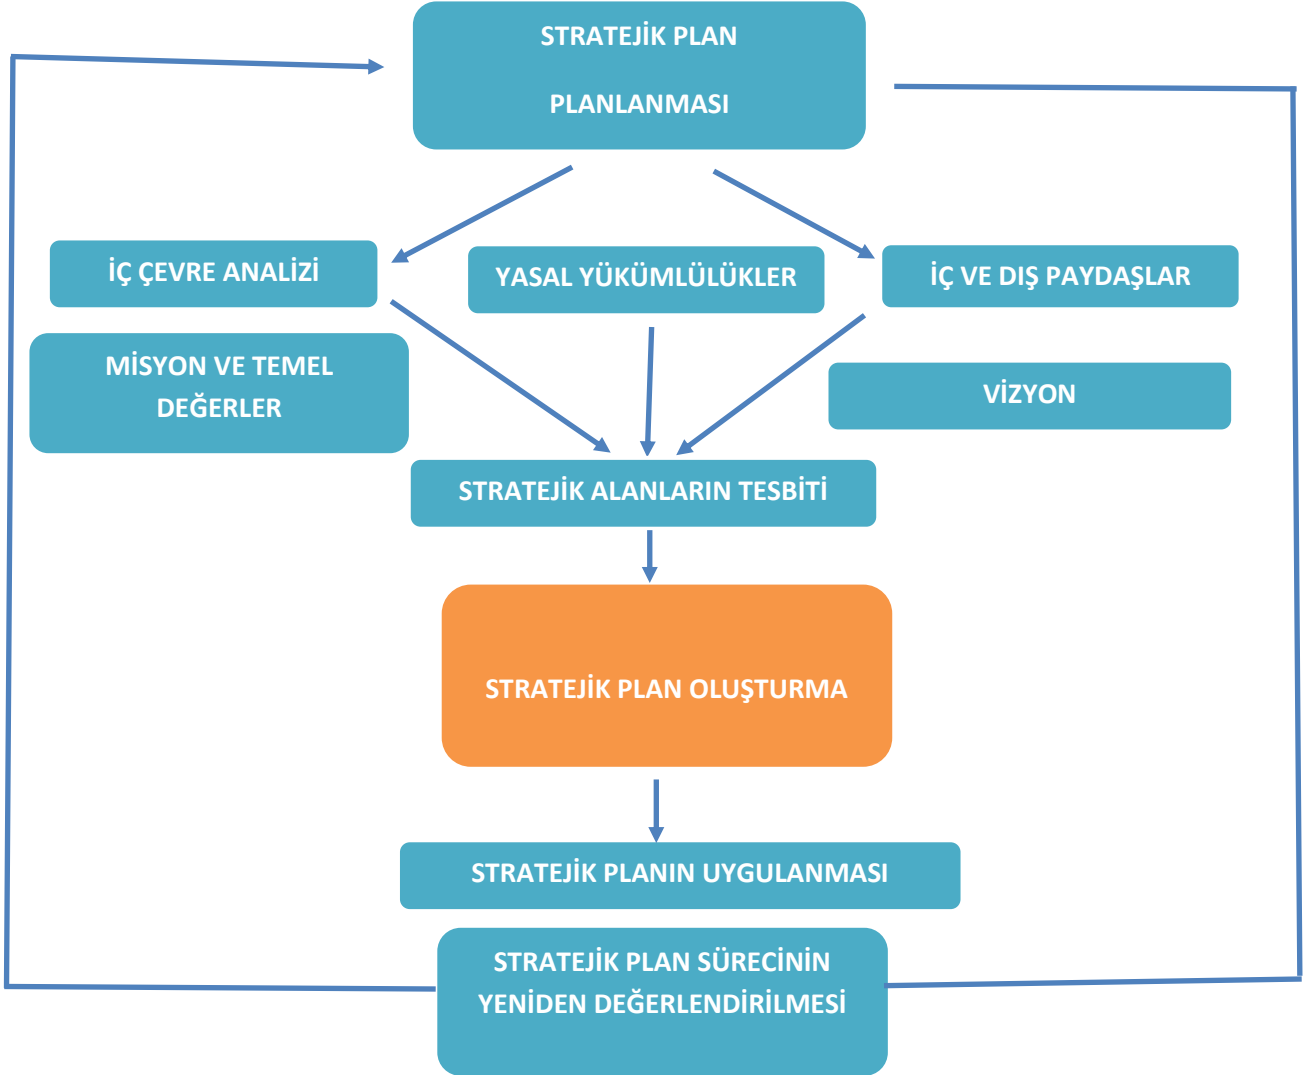 STRATEJİK PLAN
PLANLANMASI
İÇ ÇEVRE ANALİZİ
YASAL YÜKÜMLÜLÜKLER
İÇ VE DIŞ PAYDAŞLAR
MİSYON VE TEMEL
DEĞERLER
VİZYON
STRATEJİK ALANLARIN TESBİTİ
STRATEJİK PLAN OLUŞTURMA
STRATEJİK PLANIN UYGULANMASI
STRATEJİK PLAN SÜRECİNİN
YENİDEN DEĞERLENDİRİLMESİ